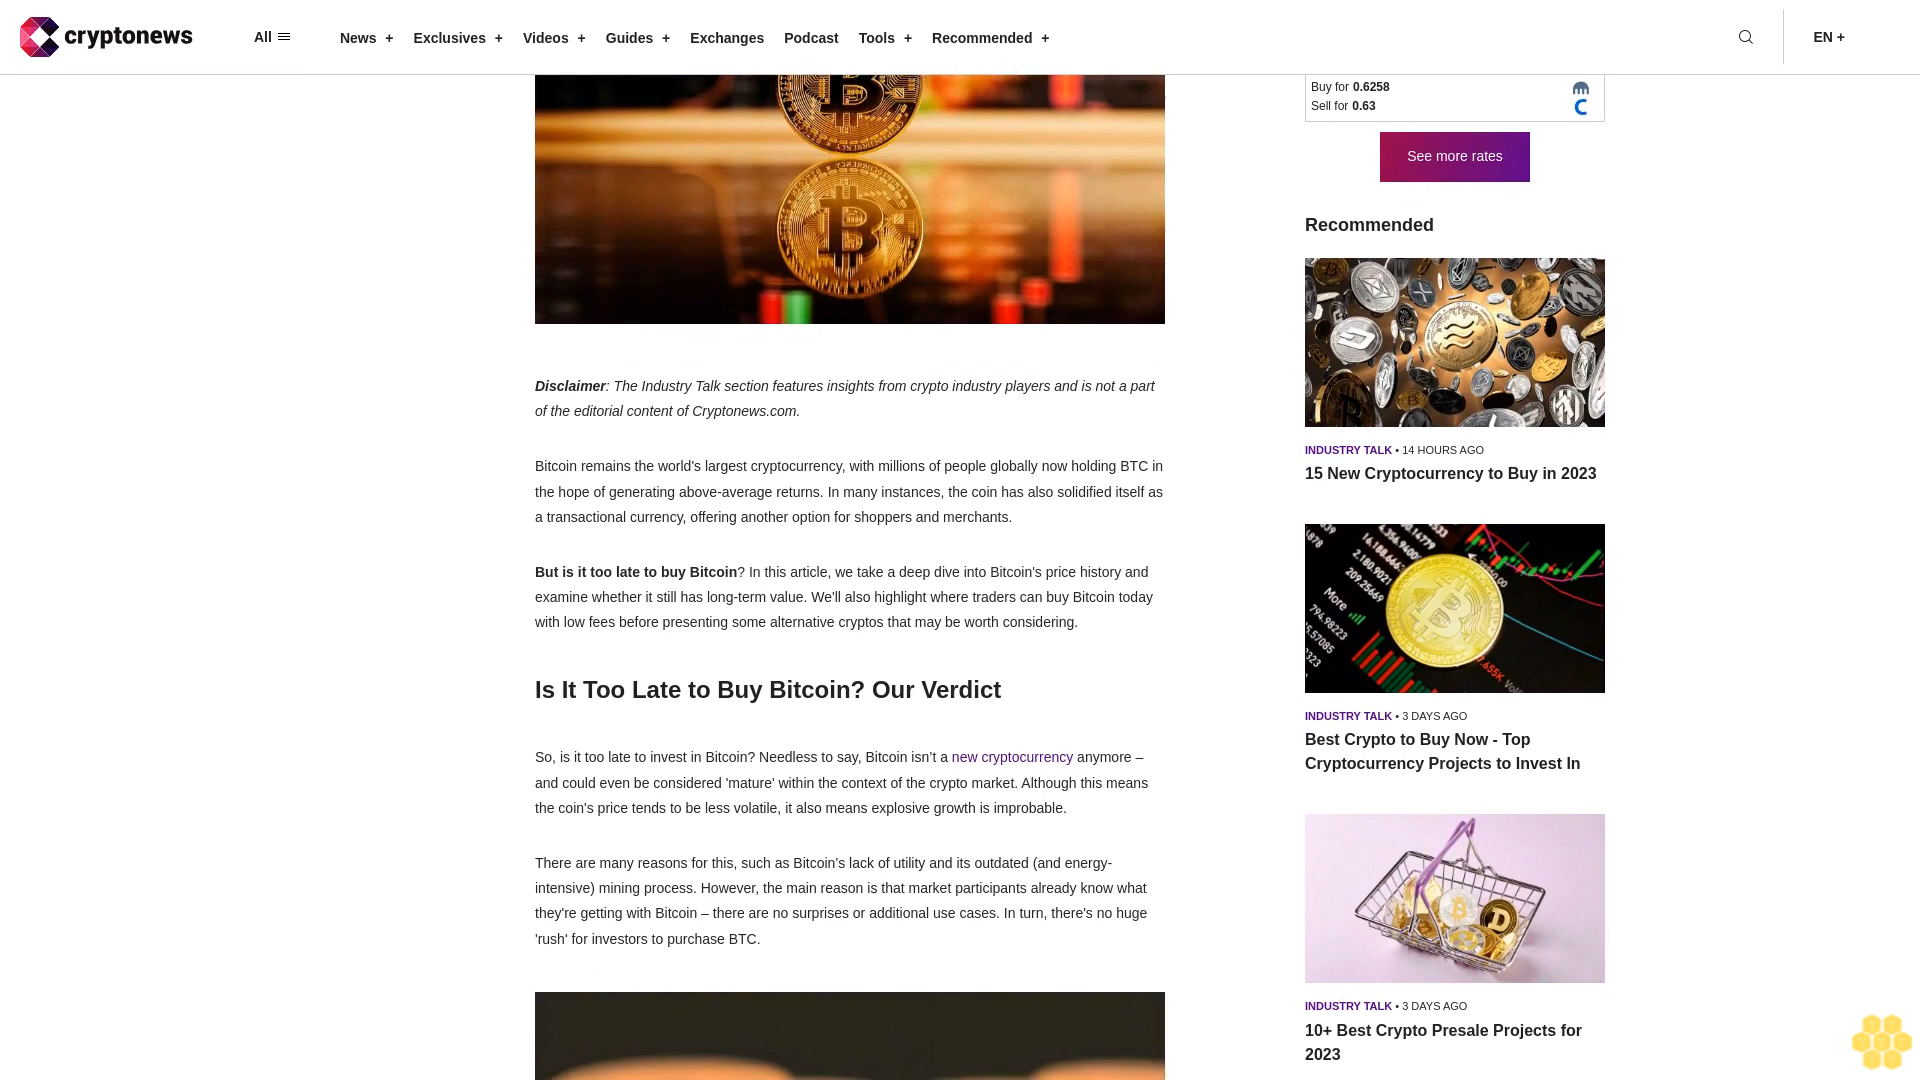 cryptonews
All
News +
Exclusives +
Videos +
Guides +
Exchanges
Podcast
Tools +
Recommended +
EN +
Disclaimer: The Industry Talk section features insights from crypto industry players and is not a part
of the editorial content of Cryptonews.com.
Bitcoin remains the world's largest cryptocurrency, with millions of people globally now holding BTC in
the hope of generating above-average returns. In many instances, the coin has also solidified itself as
a transactional currency, offering another option for shoppers and merchants.
But is it too late to buy Bitcoin? In this article, we take a deep dive into Bitcoin's price history and
examine whether it still has long-term value. We'll also highlight where traders can buy Bitcoin today
with low fees before presenting some alternative cryptos that may be worth considering.
Is It Too Late to Buy Bitcoin? Our Verdict
So, is it too late to invest in Bitcoin? Needless to say, Bitcoin isn’t a new cryptocurrency anymore –
and could even be considered 'mature' within the context of the crypto market. Although this means
the coin's price tends to be less volatile, it also means explosive growth is improbable.
There are many reasons for this, such as Bitcoin’s lack of utility and its outdated (and energy-
intensive) mining process. However, the main reason is that market participants already know what
they're getting with Bitcoin – there are no surprises or additional use cases. In turn, there's no huge
'rush' for investors to purchase BTC.
Buy for 0.6258
Sell for 0.63
See more rates
Recommended
INDUSTRY TALK • 14 HOURS AGO
15 New Cryptocurrency to Buy in 2023
More
INDUSTRY TALK • 3 DAYS AGO
Best Crypto to Buy Now - Top
Cryptocurrency Projects to Invest In
INDUSTRY TALK • 3 DAYS AGO
10+ Best Crypto Presale Projects for
2023